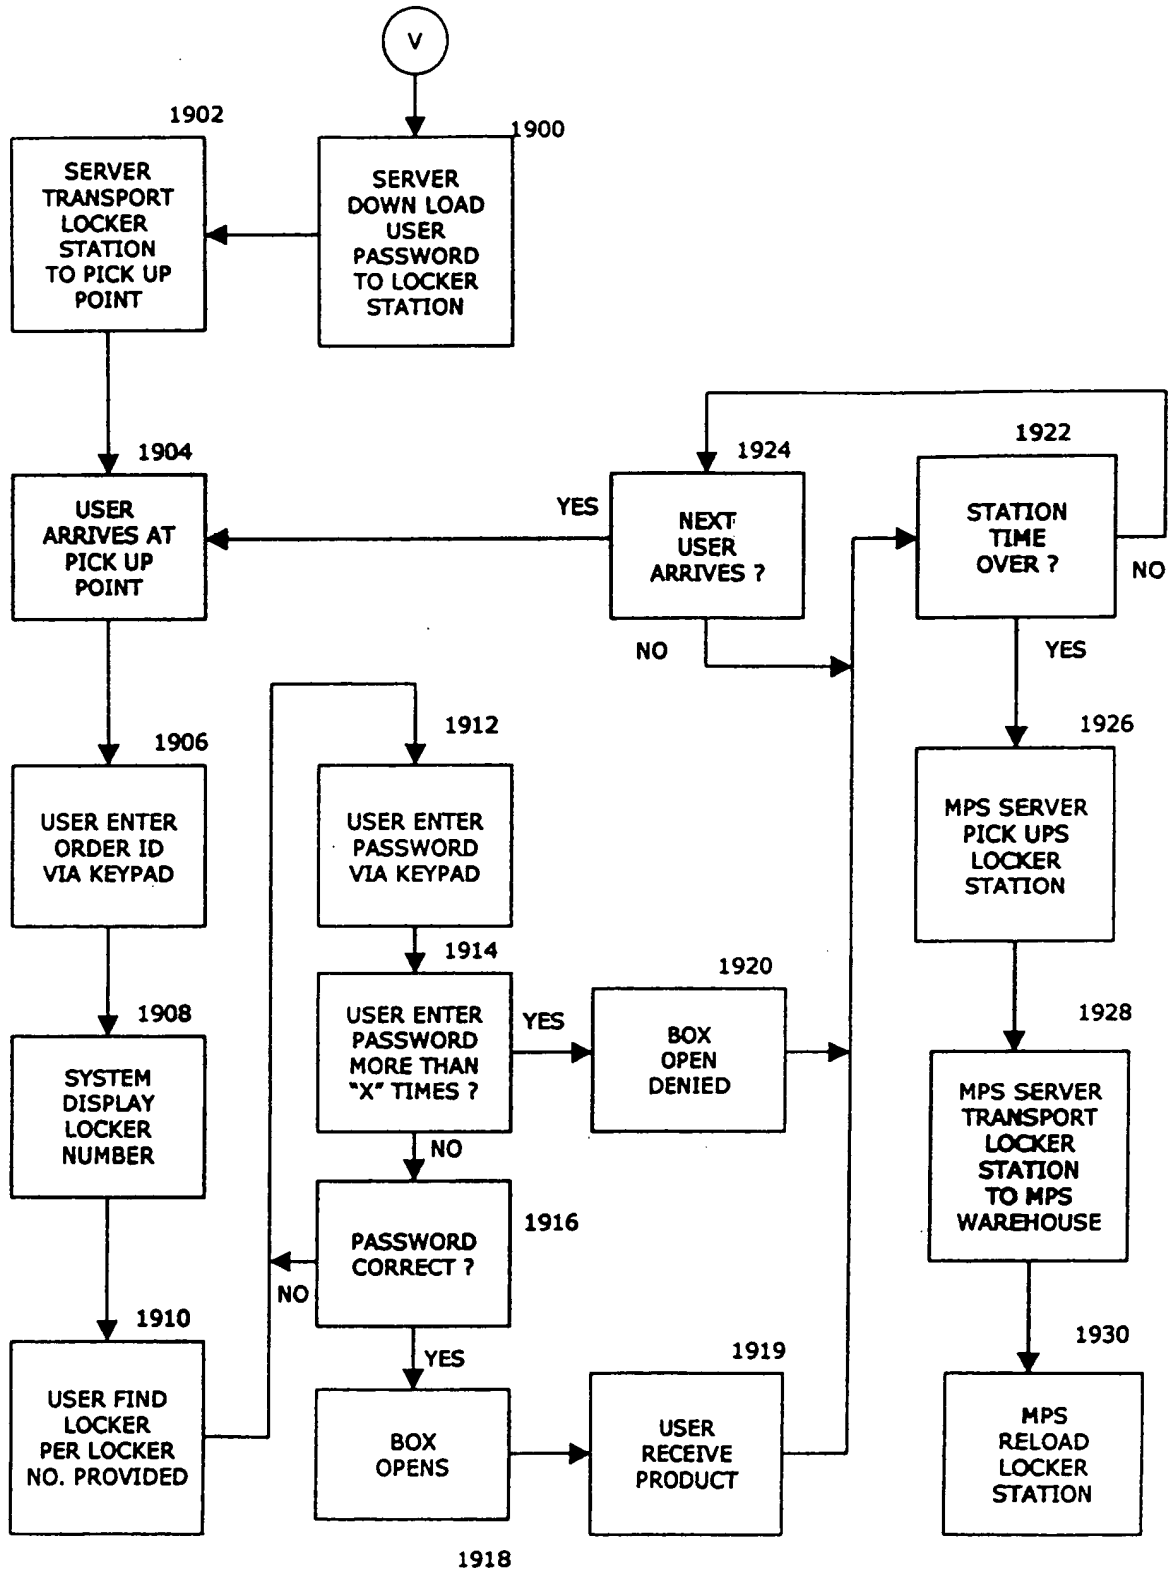 V
1902
1900
SERVER
TRANSPORT
LOCKER
STATION
TO PICK UP
POINT
SERVER
DOWN LOAD
USER
PASSWORD
TO LOCKER
STATION
1904
USER
ARRIVES AT
PICK UP
POINT
YES
1924
NEXT
USER
ARRIVES ?
NO
1922
STATION
TIME
OVER ?
NO
YES
1906
USER ENTER
ORDER ID
VIA KEYPAD
1912
USER ENTER
PASSWORD
VIA KEYPAD
1926
MPS SERVER
PICK UPS
LOCKER
STATION
1908
SYSTEM
DISPLAY
LOCKER
NUMBER
1914
USER ENTER
PASSWORD
MORE THAN
"X" TIMES ?
YES
NO
1920
BOX
OPEN
DENIED
1928
MPS SERVER
TRANSPORT
LOCKER
STATION
TO MPS
WAREHOUSE
1916
PASSWORD
CORRECT ?
NO
YES
1910
USER FIND
LOCKER
PER LOCKER
NO. PROVIDED
BOX
OPENS
1918
1919
USER
RECEIVE
PRODUCT
1930
MPS
RELOAD
LOCKER
STATION